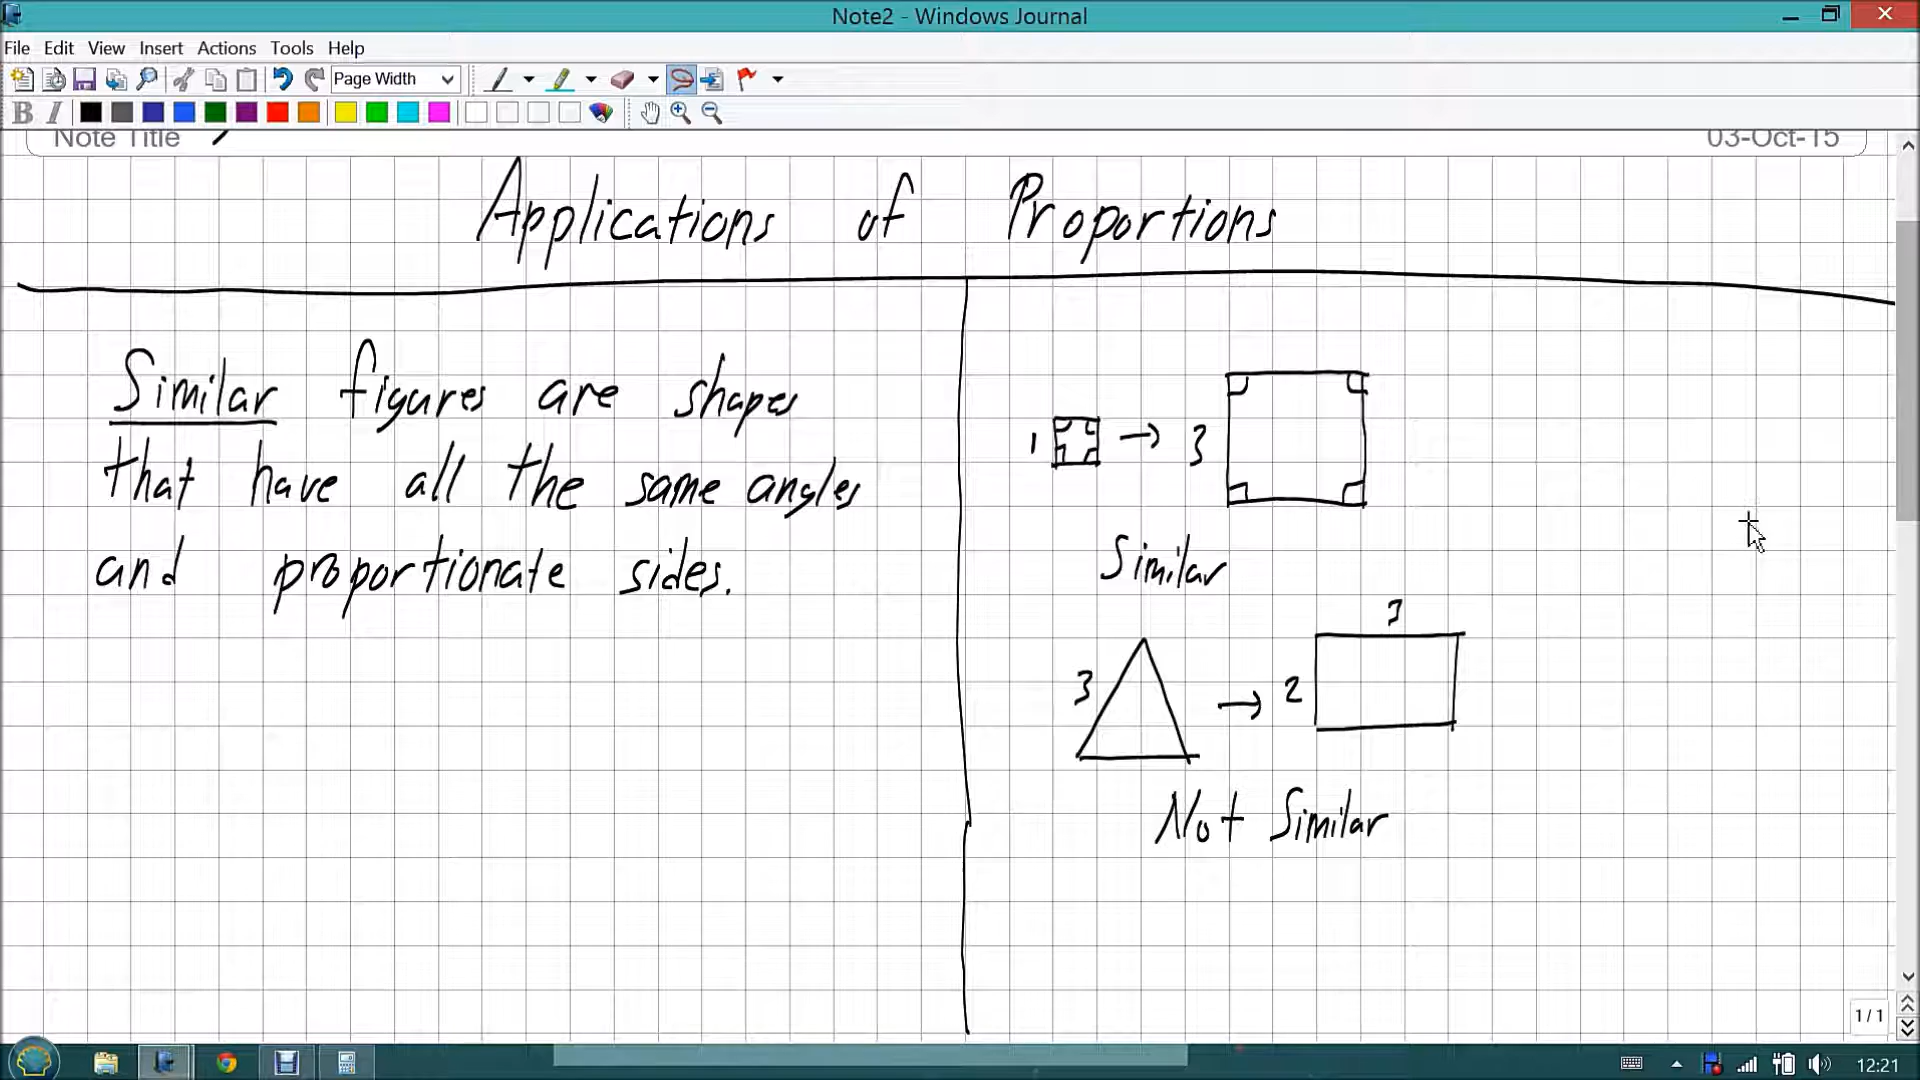 Note2 - Windows Journal
File Edit View Insert Actions Tools Help
Page Width
B I
Note Title
03-Oct-15
Applications of Proportions
Similar figures are shapes
that have all the same angles
and proportionate sides.
1 → 3
Similar
3
3 → 2
Not Similar
1 / 1
12:21